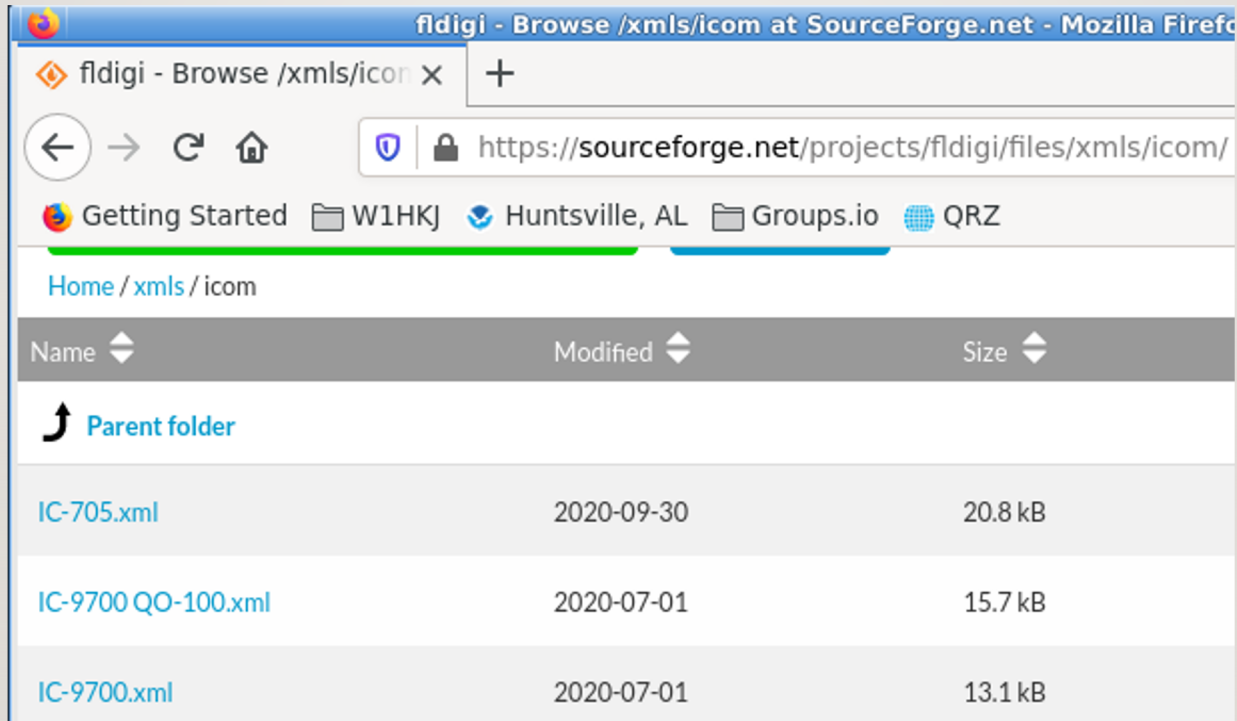 fldigi - Browse /xmls/icom at SourceForge.net - Mozilla Firefo
fldigi - Browse /xmls/icon
https://sourceforge.net/projects/fldigi/files/xmls/icom/
Getting Started W1HKJ Huntsville, AL Groups.io QRZ
Home / xmls / icom
Name Modified Size
Parent folder
IC-705.xml 2020-09-30 20.8 kB
IC-9700 QO-100.xml 2020-07-01 15.7 kB
IC-9700.xml 2020-07-01 13.1 kB